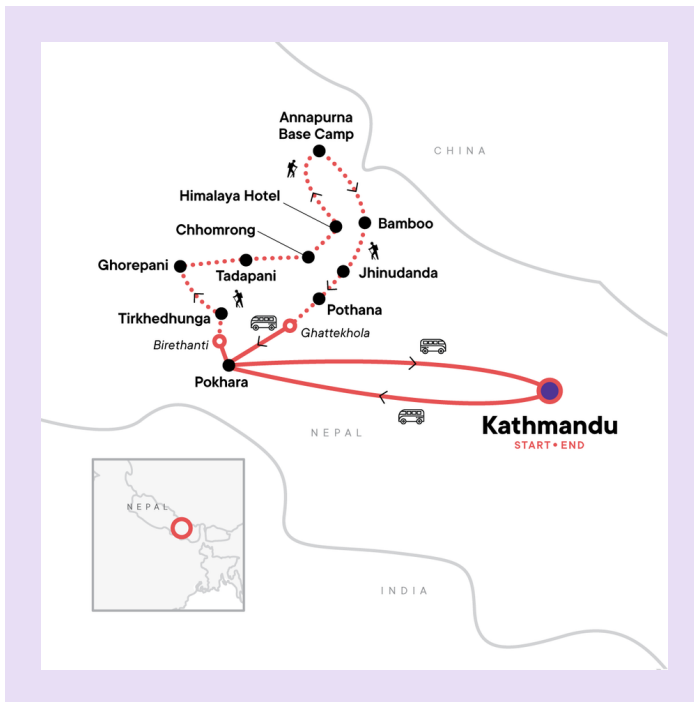 Annapurna
Base Camp
CHINA
Himalaya Hotel
Chhomrong
Bamboo
Ghorepani
Tadapani
Jhinudanda
Tirkhedhunga
Pothana
Birethanti
Ghattekhola
Pokhara
Kathmandu
START • END
NEPAL
NEPAL
INDIA